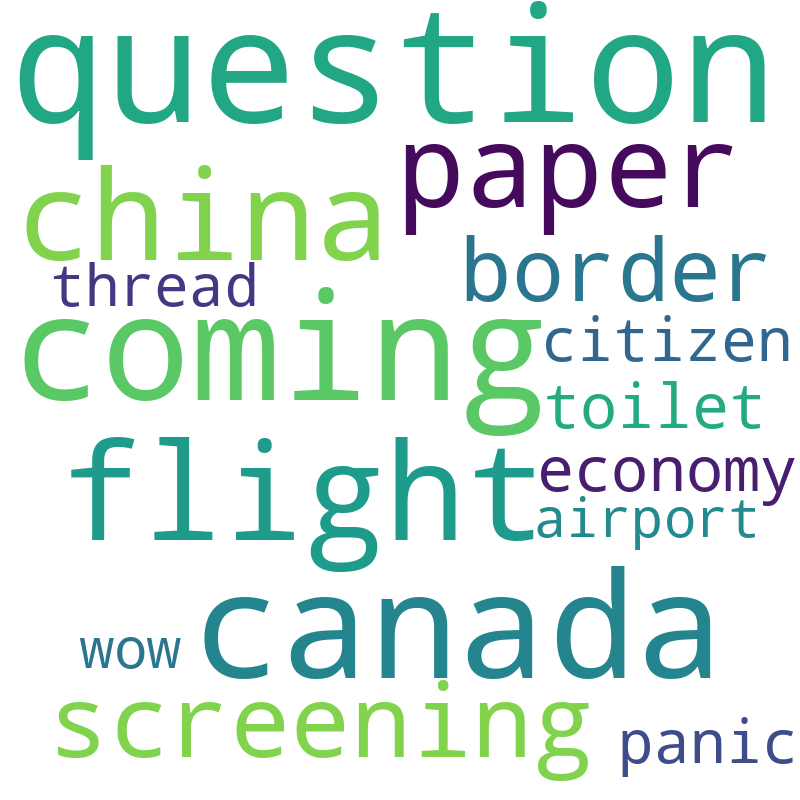 question
paper
china
border
thread
coming
citizen
toilet
flight
economy
airport
canada
wow
screening
panic